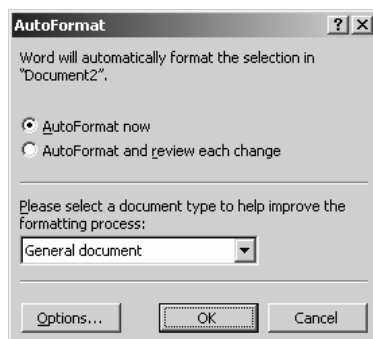 AutoFormat
Word will automatically format the selection in
"Document2".
AutoFormat now
AutoFormat and review each change
Please select a document type to help improve the
formatting process:
General document
Options... OK Cancel